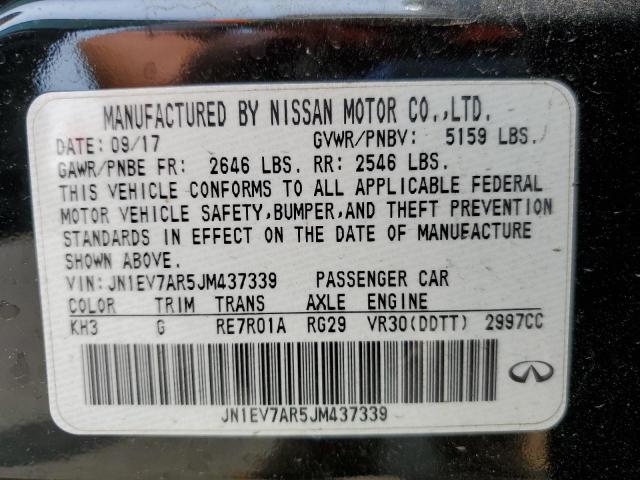 MANUFACTURED BY NISSAN MOTOR CO.,LTD.
DATE: 09/17 GVWR/PNBV: 5159 LBS.
GAWR/PNBE FR: 2646 LBS. RR: 2546 LBS.
THIS VEHICLE CONFORMS TO ALL APPLICABLE FEDERAL
MOTOR VEHICLE SAFETY,BUMPER,AND THEFT PREVENTION
STANDARDS IN EFFECT ON THE DATE OF MANUFACTURE
SHOWN ABOVE.
VIN:JN1EV7AR5JM437339 PASSENGER CAR
COLOR TRIM TRANS AXLE ENGINE
KH3 G RE7R01A RG29 VR30(DDTT) 2997CC
JN1EV7AR5JM437339